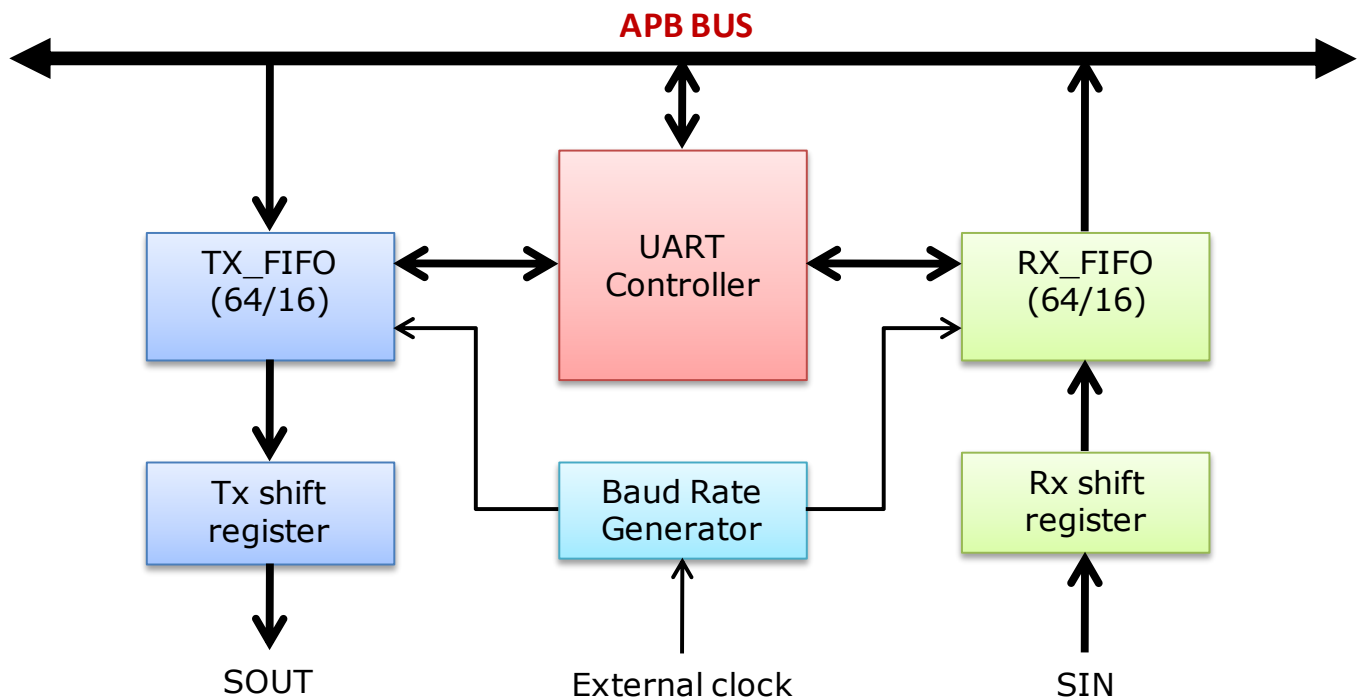 APB BUS
TX_FIFO
(64/16)
UART
Controller
RX_FIFO
(64/16)
Tx shift
register
Baud Rate
Generator
Rx shift
register
SOUT
External clock
SIN